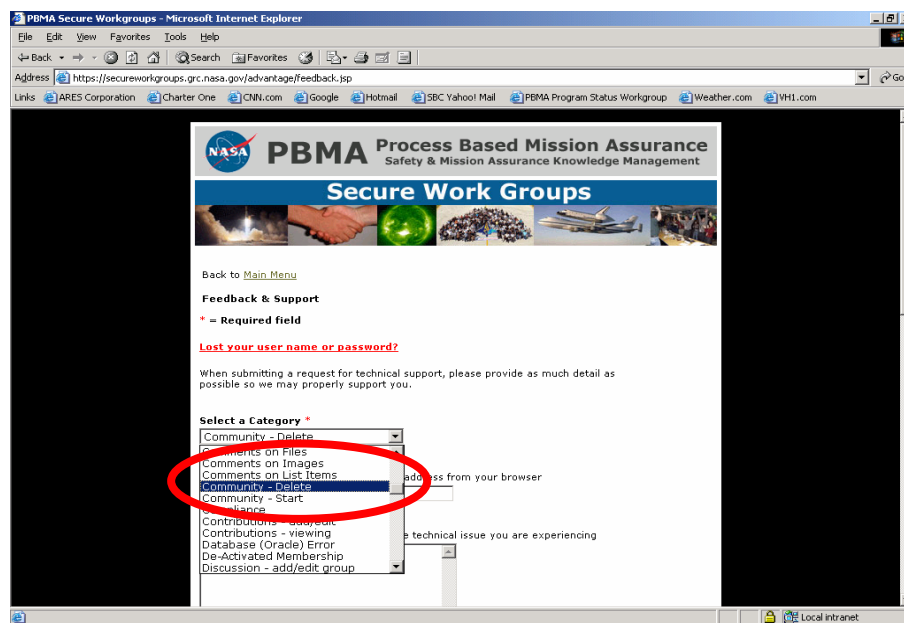 PBMA Secure Workgroups - Microsoft Internet Explorer
File Edit View Favorites Tools Help
Back Search Favorites
Address https://secureworkgroups.grc.nasa.gov/advantage/feedback.jsp Go
Links ARES Corporation Charter One CNN.com Google Hotmail SBC Yahoo! Mail PBMA Program Status Workgroup Weather.com VH1.com
NASA PBMA Process Based Mission Assurance
Safety & Mission Assurance Knowledge Management
Secure Work Groups
Back to Main Menu
Feedback & Support
* = Required field
Lost your user name or password?
When submitting a request for technical support, please provide as much detail as
possible so we may properly support you.
Select a Category *
Community - Delete
Comments on Files
Comments on Images
Comments on List Items
address from your browser
Community - Delete
Community - Start
Compliance
Contributions - add/edit
Contributions - viewing
technical issue you are experiencing
Database (Oracle) Error
De-Activated Membership
Discussion - add/edit group
Local intranet